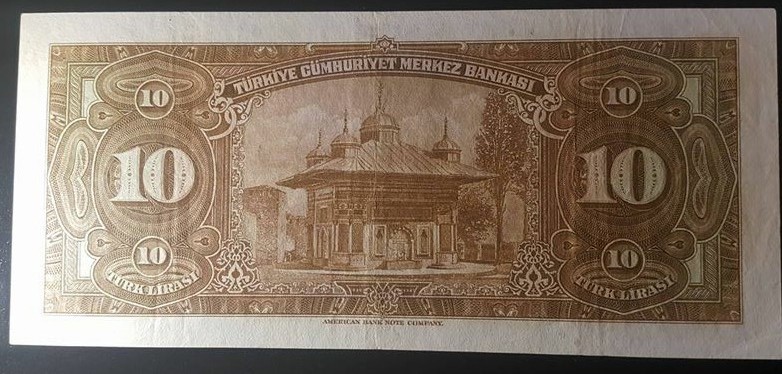 TÜRKİYE CUMHURİYET MERKEZ BANKASI
10 10
10 10
10 10
TÜRK LİRASI TÜRK LİRASI
AMERICAN BANK NOTE COMPANY.